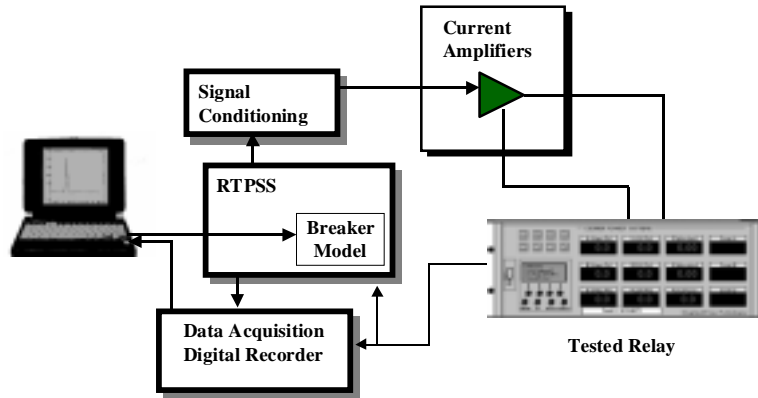 Current
Amplifiers
Signal
Conditioning
RTPSS
Breaker
Model
Data Acquisition
Digital Recorder
Tested Relay